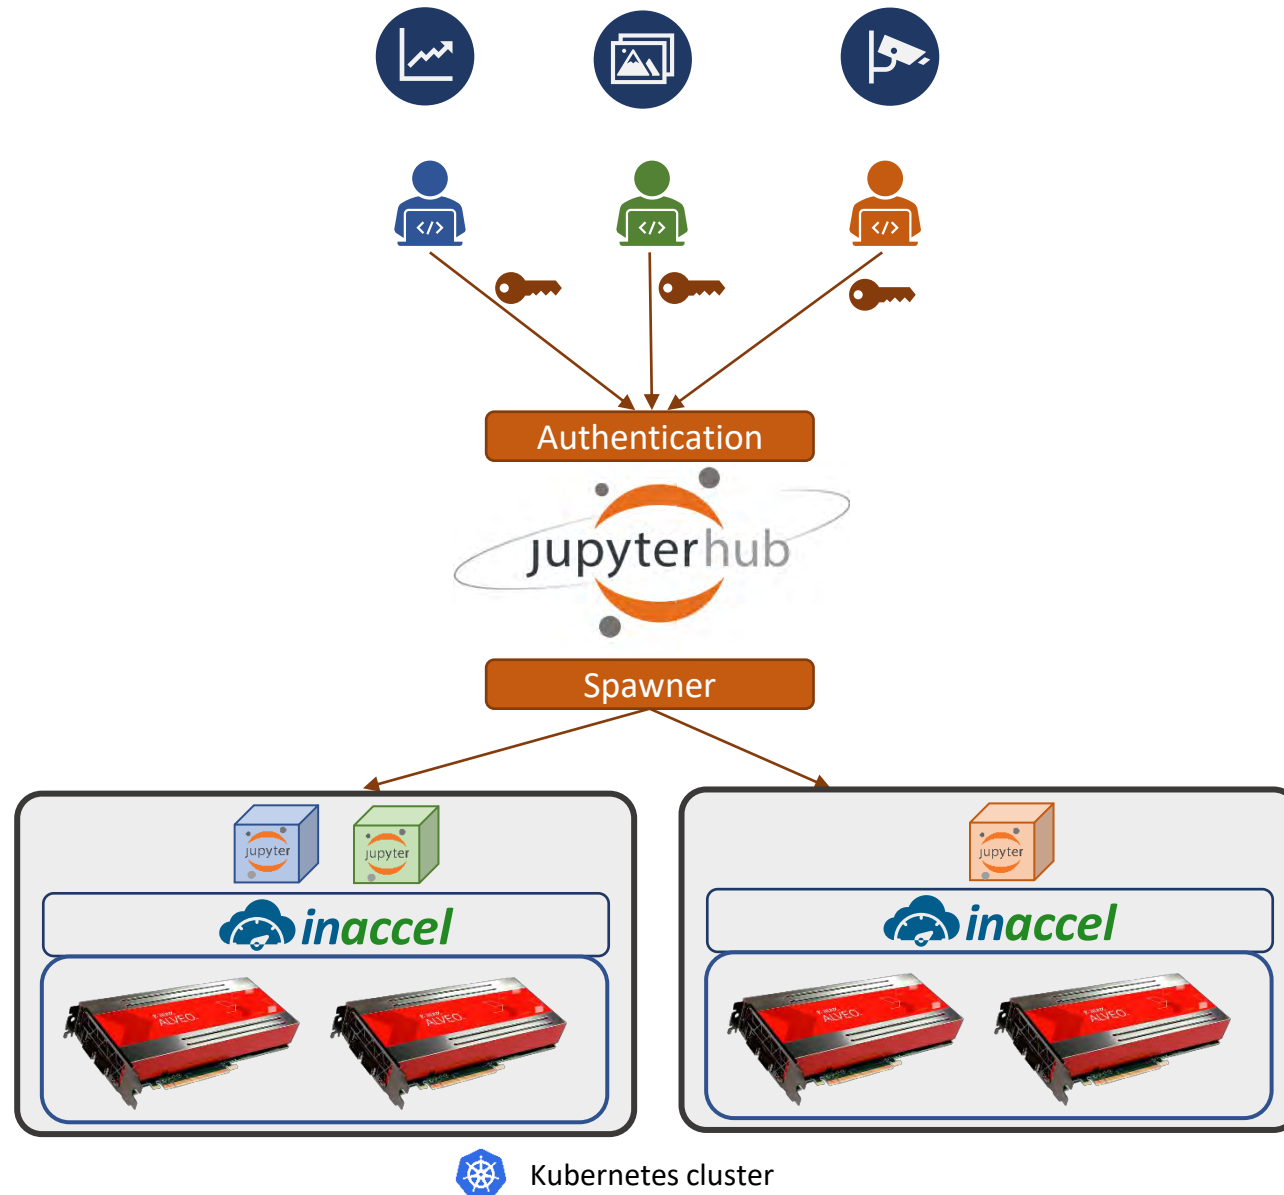 </>
</>
</>
Authentication
jupyterhub
Spawner
jupyter
jupyter
jupyter
inaccel
inaccel
ALVEO.
ALVEO.
ALVEO.
ALVEO.
Kubernetes cluster